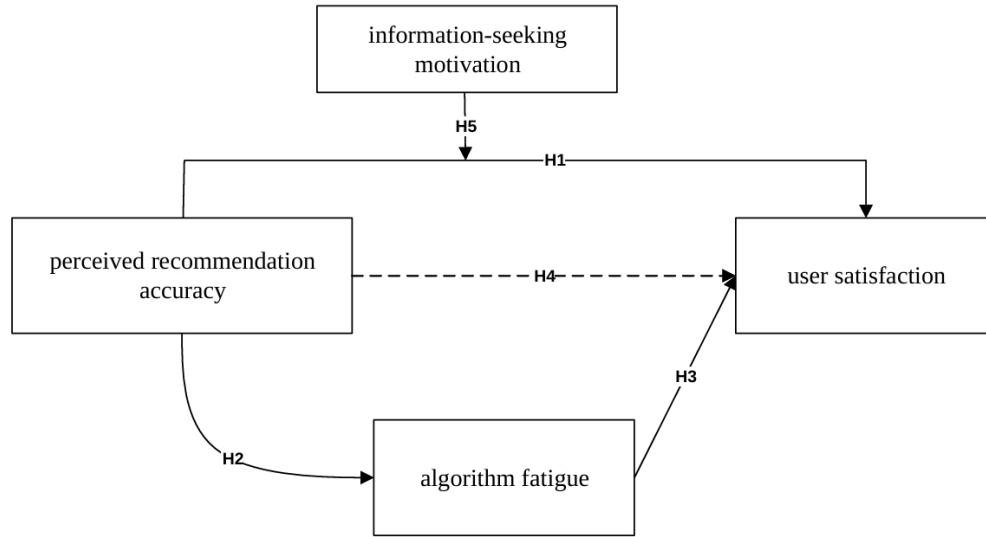 information-seeking
motivation
H5
H1
perceived recommendation
accuracy
H4
user satisfaction
H3
H2
algorithm fatigue